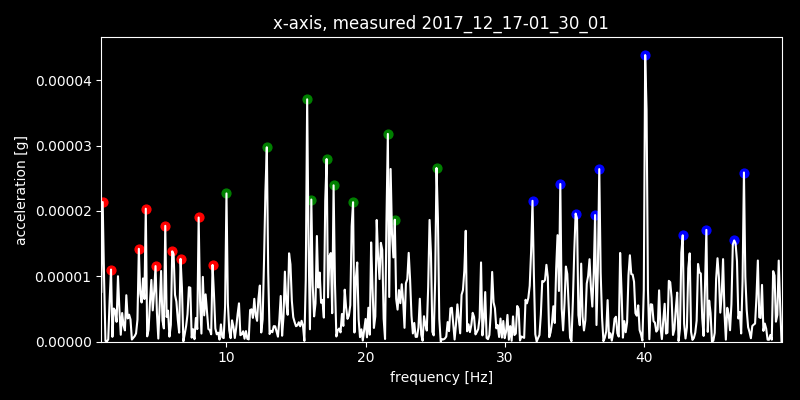 x-axis, measured 2017_12_17-01_30_01
0.00004
0.00003
0.00002
0.00001
0.00000
acceleration [g]
10 20 30 40
frequency [Hz]